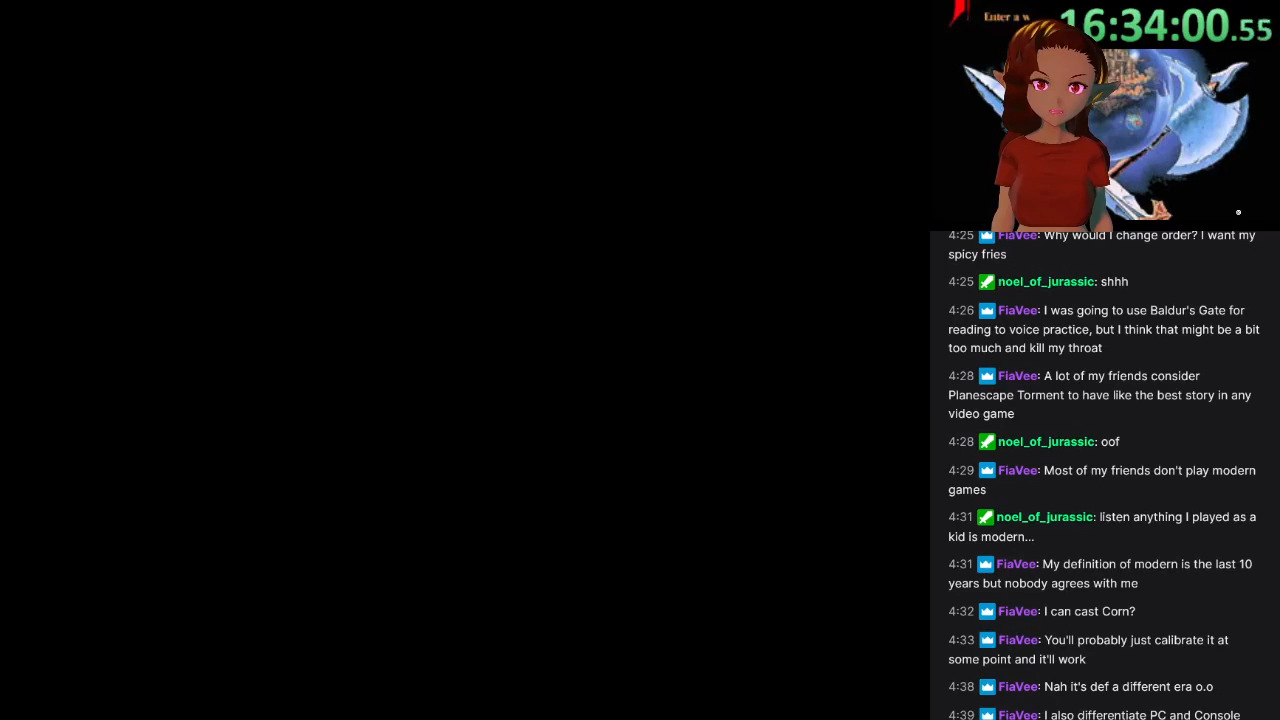 Enter a w
16:34:00.55
4:25 FiaVee: Why would I change order? I want my
spicy fries
4:25 noel_of_jurassic: shhh
4:26 FiaVee: I was going to use Baldur's Gate for
reading to voice practice, but I think that might be a bit
too much and kill my throat
4:28 FiaVee: A lot of my friends consider
Planescape Torment to have like the best story in any
video game
4:28 noel_of_jurassic: oof
4:29 FiaVee: Most of my friends don't play modern
games
4:31 noel_of_jurassic: listen anything I played as a
kid is modern...
4:31 FiaVee: My definition of modern is the last 10
years but nobody agrees with me
4:32 FiaVee: I can cast Corn?
4:33 FiaVee: You'll probably just calibrate it at
some point and it'll work
4:38 FiaVee: Nah it's def a different era o.o
4:39 FiaVee: I also differentiate PC and Console